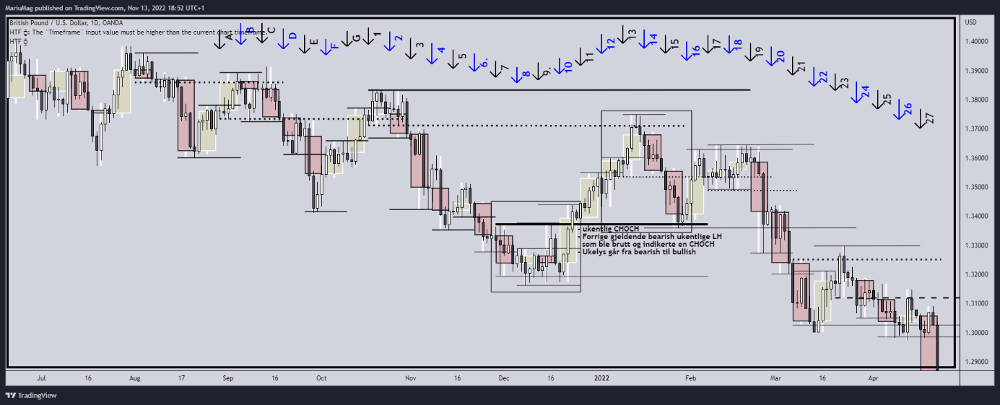 MariuMag published on TradingView.com, Nov 13, 2022 18:52 UTC+1
British Pound / U.S. Dollar, 1D, OANDA
HTF 🕯: The `Timeframe` input value must be higher than the current chart timeframe.
HTF 🕯
USD
A
B
C
D
E
F
G
1
2
3
4
5
6.
7
8
9.
10
11
12
13
14
15
16
17
18
19
20
21
22
23
24
25
26
27
1.40000
1.39000
1.38000
1.37000
1.36000
1.35000
1.34000
1.33000
1.32000
1.31000
1.30000
1.29000
- ukentlig CHOCH
- Forrige gjeldende bearish ukentlige LH
som ble brutt og indikerte en CHOCH
- Ukelys går fra bearish til bullish
Jul 16 Aug 17 Sep 16 Oct Nov 16 Dec 16 2022 Feb Mar 16 Apr
TradingView